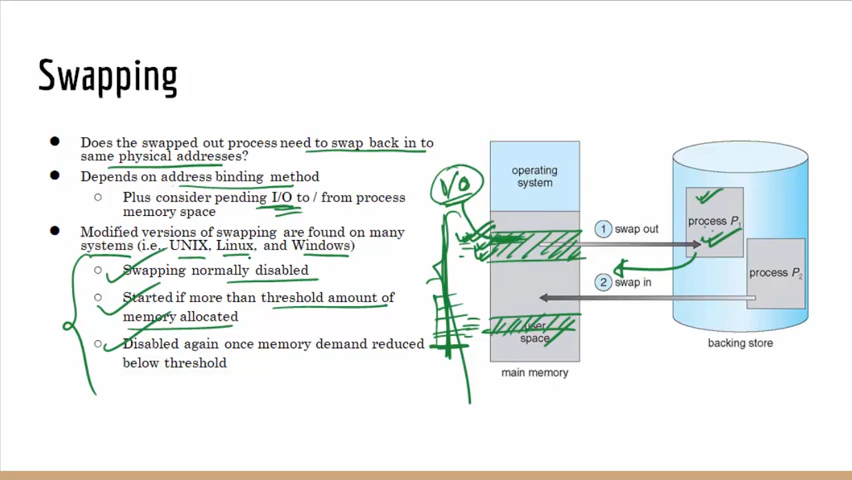 Swapping
● Does the swapped out process need to swap back in to
same physical addresses?
● Depends on address binding method
○ Plus consider pending I/O to / from process
memory space
● Modified versions of swapping are found on many
systems (i.e., UNIX, Linux, and Windows)
○ Swapping normally disabled
○ Started if more than threshold amount of
memory allocated
○ Disabled again once memory demand reduced
below threshold
I/O
operating
system
user
space
main memory
1 swap out
2 swap in
process P1
process P2
backing store